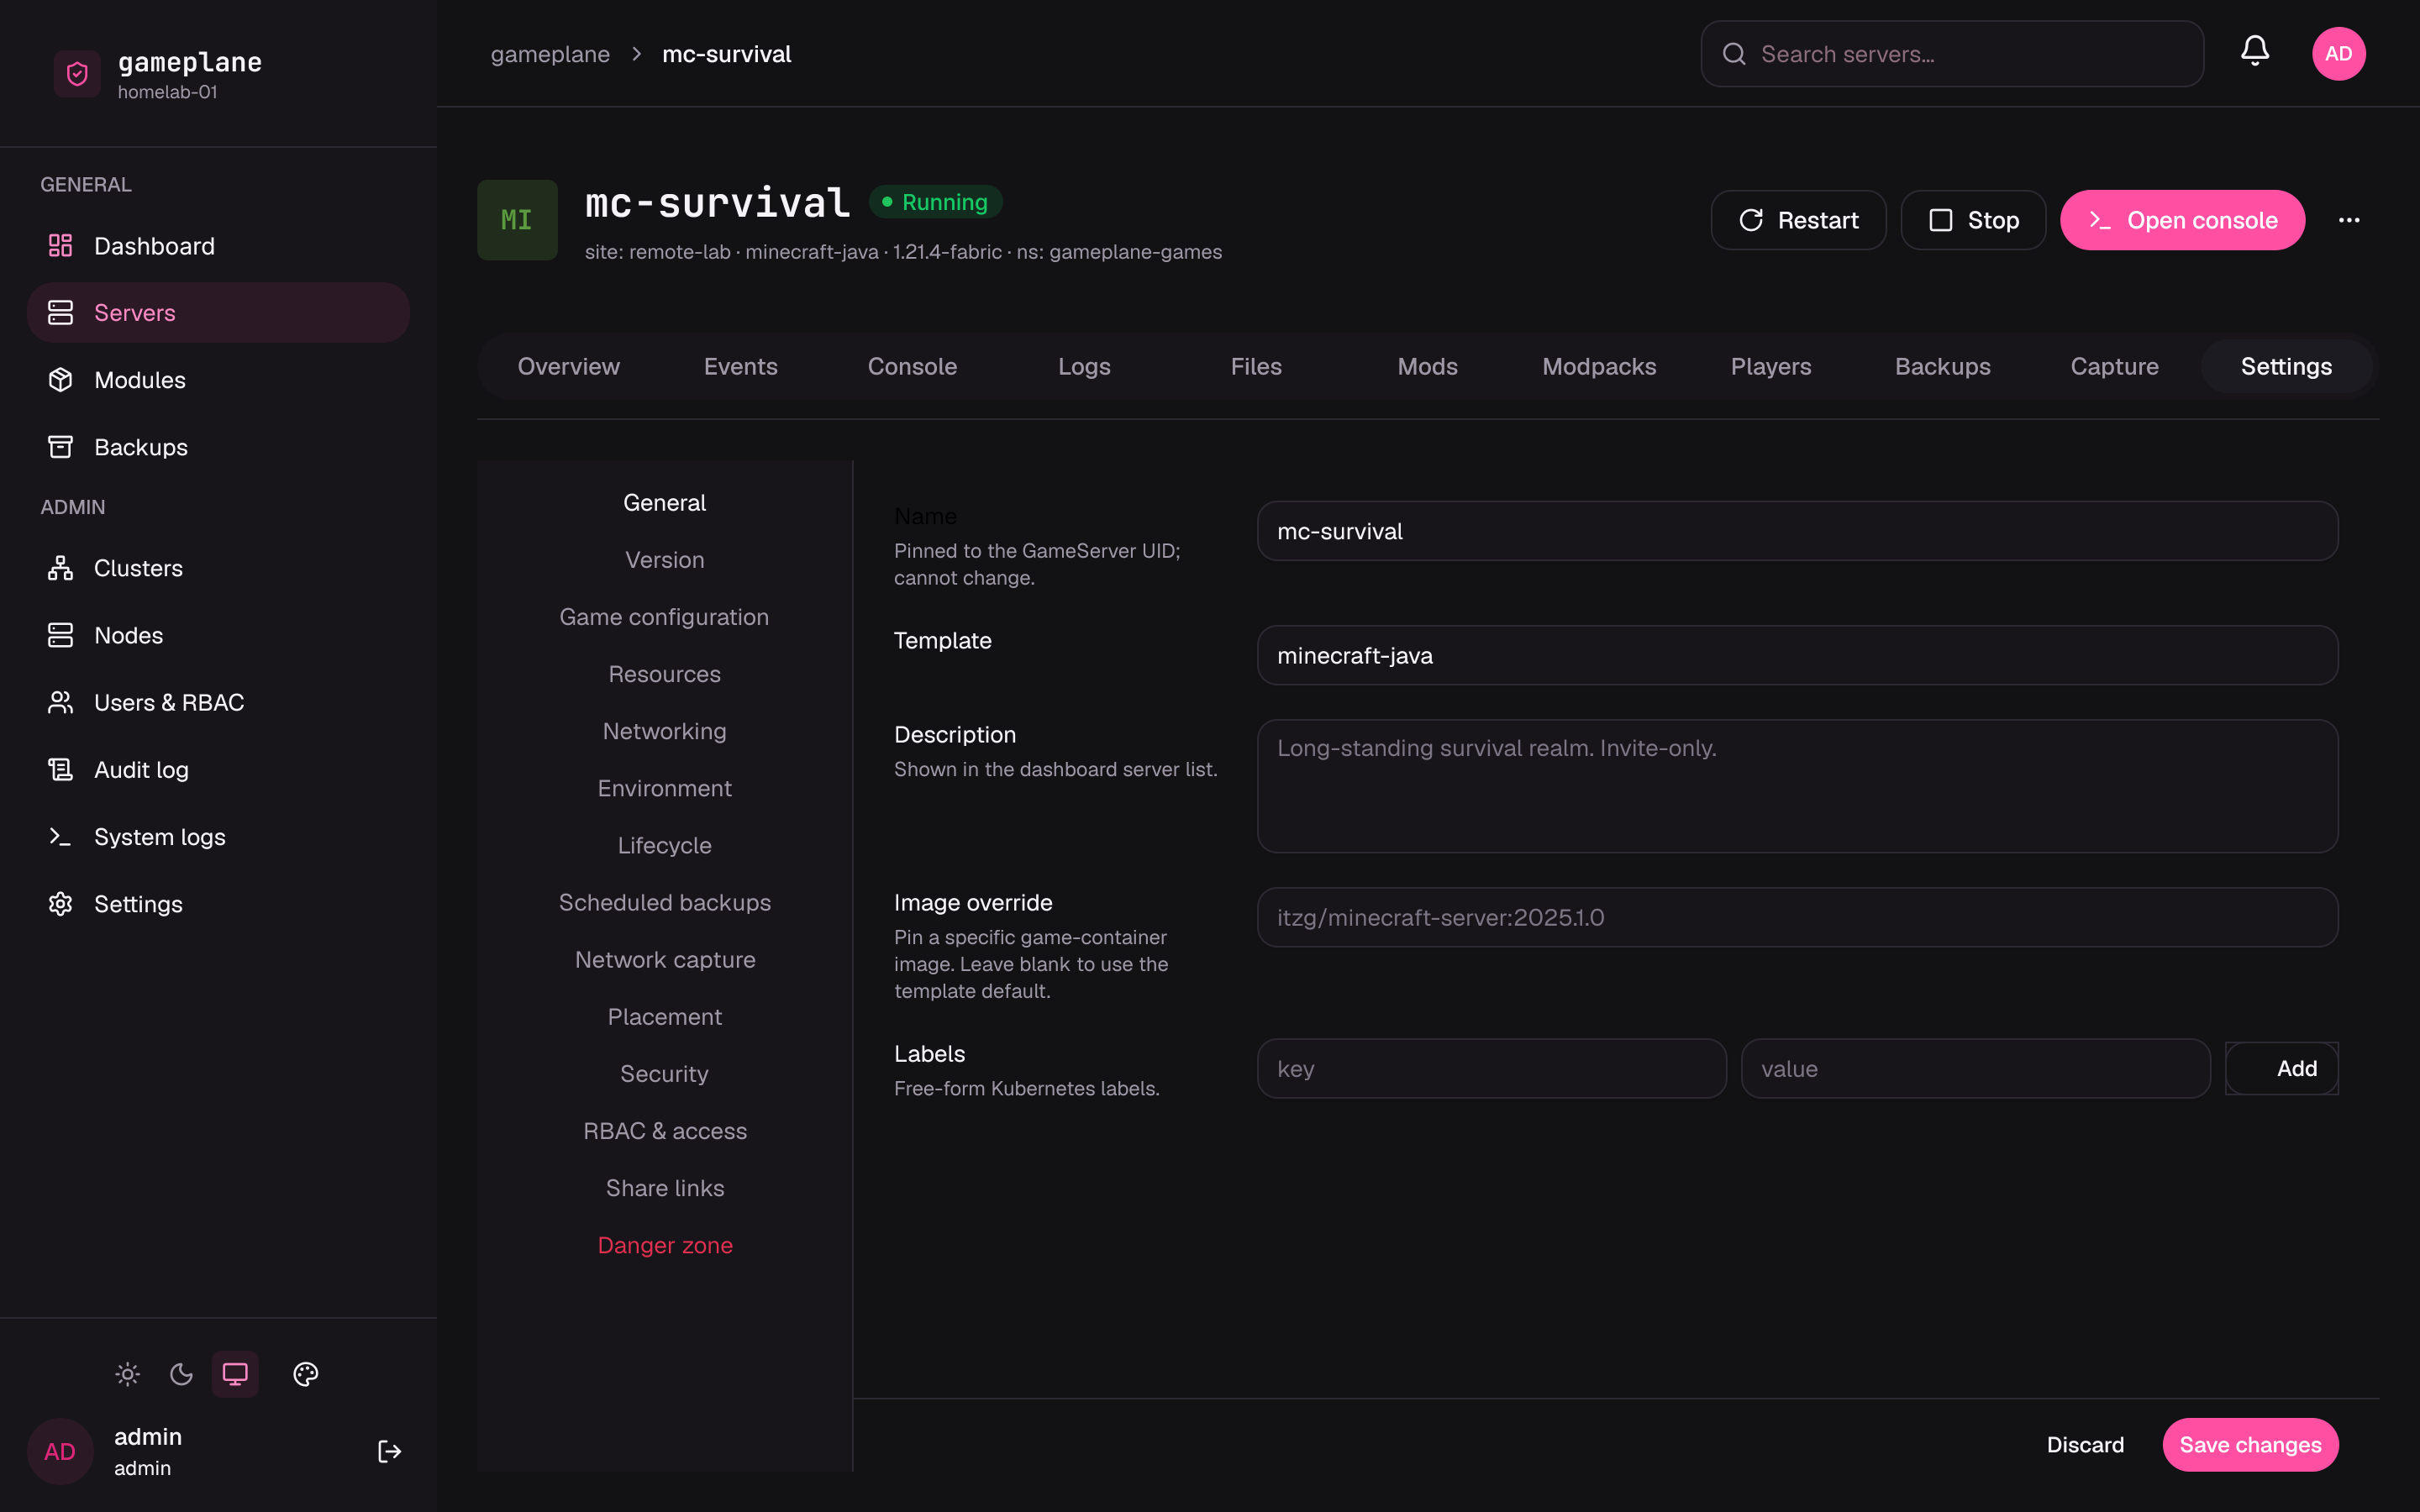 gameplane
homelab-01
GENERAL
Dashboard
Servers
Modules
Backups
ADMIN
Clusters
Nodes
Users & RBAC
Audit log
System logs
Settings
AD
admin
admin
gameplane > mc-survival
Search servers...
AD
MI
mc-survival
Running
site: remote-lab · minecraft-java · 1.21.4-fabric · ns: gameplane-games
Restart
Stop
Open console
Overview
Events
Console
Logs
Files
Mods
Modpacks
Players
Backups
Capture
Settings
General
Version
Game configuration
Resources
Networking
Environment
Lifecycle
Scheduled backups
Network capture
Placement
Security
RBAC & access
Share links
Danger zone
Name
Pinned to the GameServer UID;
cannot change.
mc-survival
Template
minecraft-java
Description
Shown in the dashboard server list.
Long-standing survival realm. Invite-only.
Image override
Pin a specific game-container
image. Leave blank to use the
template default.
itzg/minecraft-server:2025.1.0
Labels
Free-form Kubernetes labels.
key
value
Add
Discard
Save changes